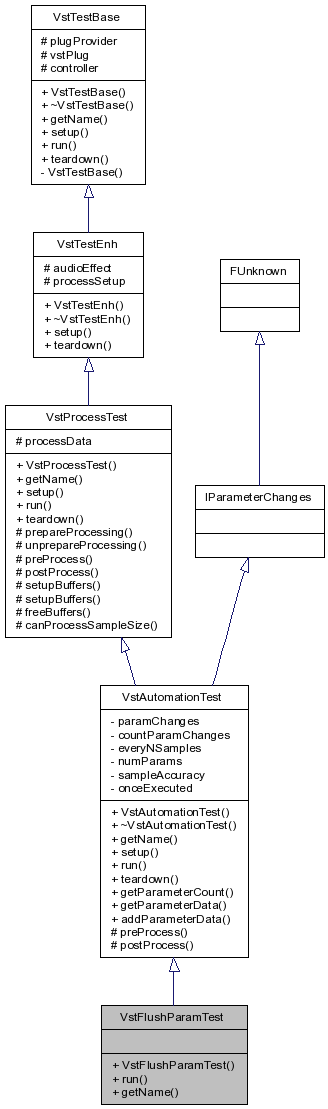 VstTestBase
# plugProvider
# vstPlug
# controller
+ VstTestBase()
+ ~VstTestBase()
+ getName()
+ setup()
+ run()
+ teardown()
- VstTestBase()
VstTestEnh
# audioEffect
# processSetup
+ VstTestEnh()
+ ~VstTestEnh()
+ setup()
+ teardown()
FUnknown
VstProcessTest
# processData
+ VstProcessTest()
+ getName()
+ setup()
+ run()
+ teardown()
# prepareProcessing()
# unprepareProcessing()
# preProcess()
# postProcess()
# setupBuffers()
# setupBuffers()
# freeBuffers()
# canProcessSampleSize()
IParameterChanges
VstAutomationTest
- paramChanges
- countParamChanges
- everyNSamples
- numParams
- sampleAccuracy
- onceExecuted
+ VstAutomationTest()
+ ~VstAutomationTest()
+ getName()
+ setup()
+ run()
+ teardown()
+ getParameterCount()
+ getParameterData()
+ addParameterData()
# preProcess()
# postProcess()
VstFlushParamTest
+ VstFlushParamTest()
+ run()
+ getName()